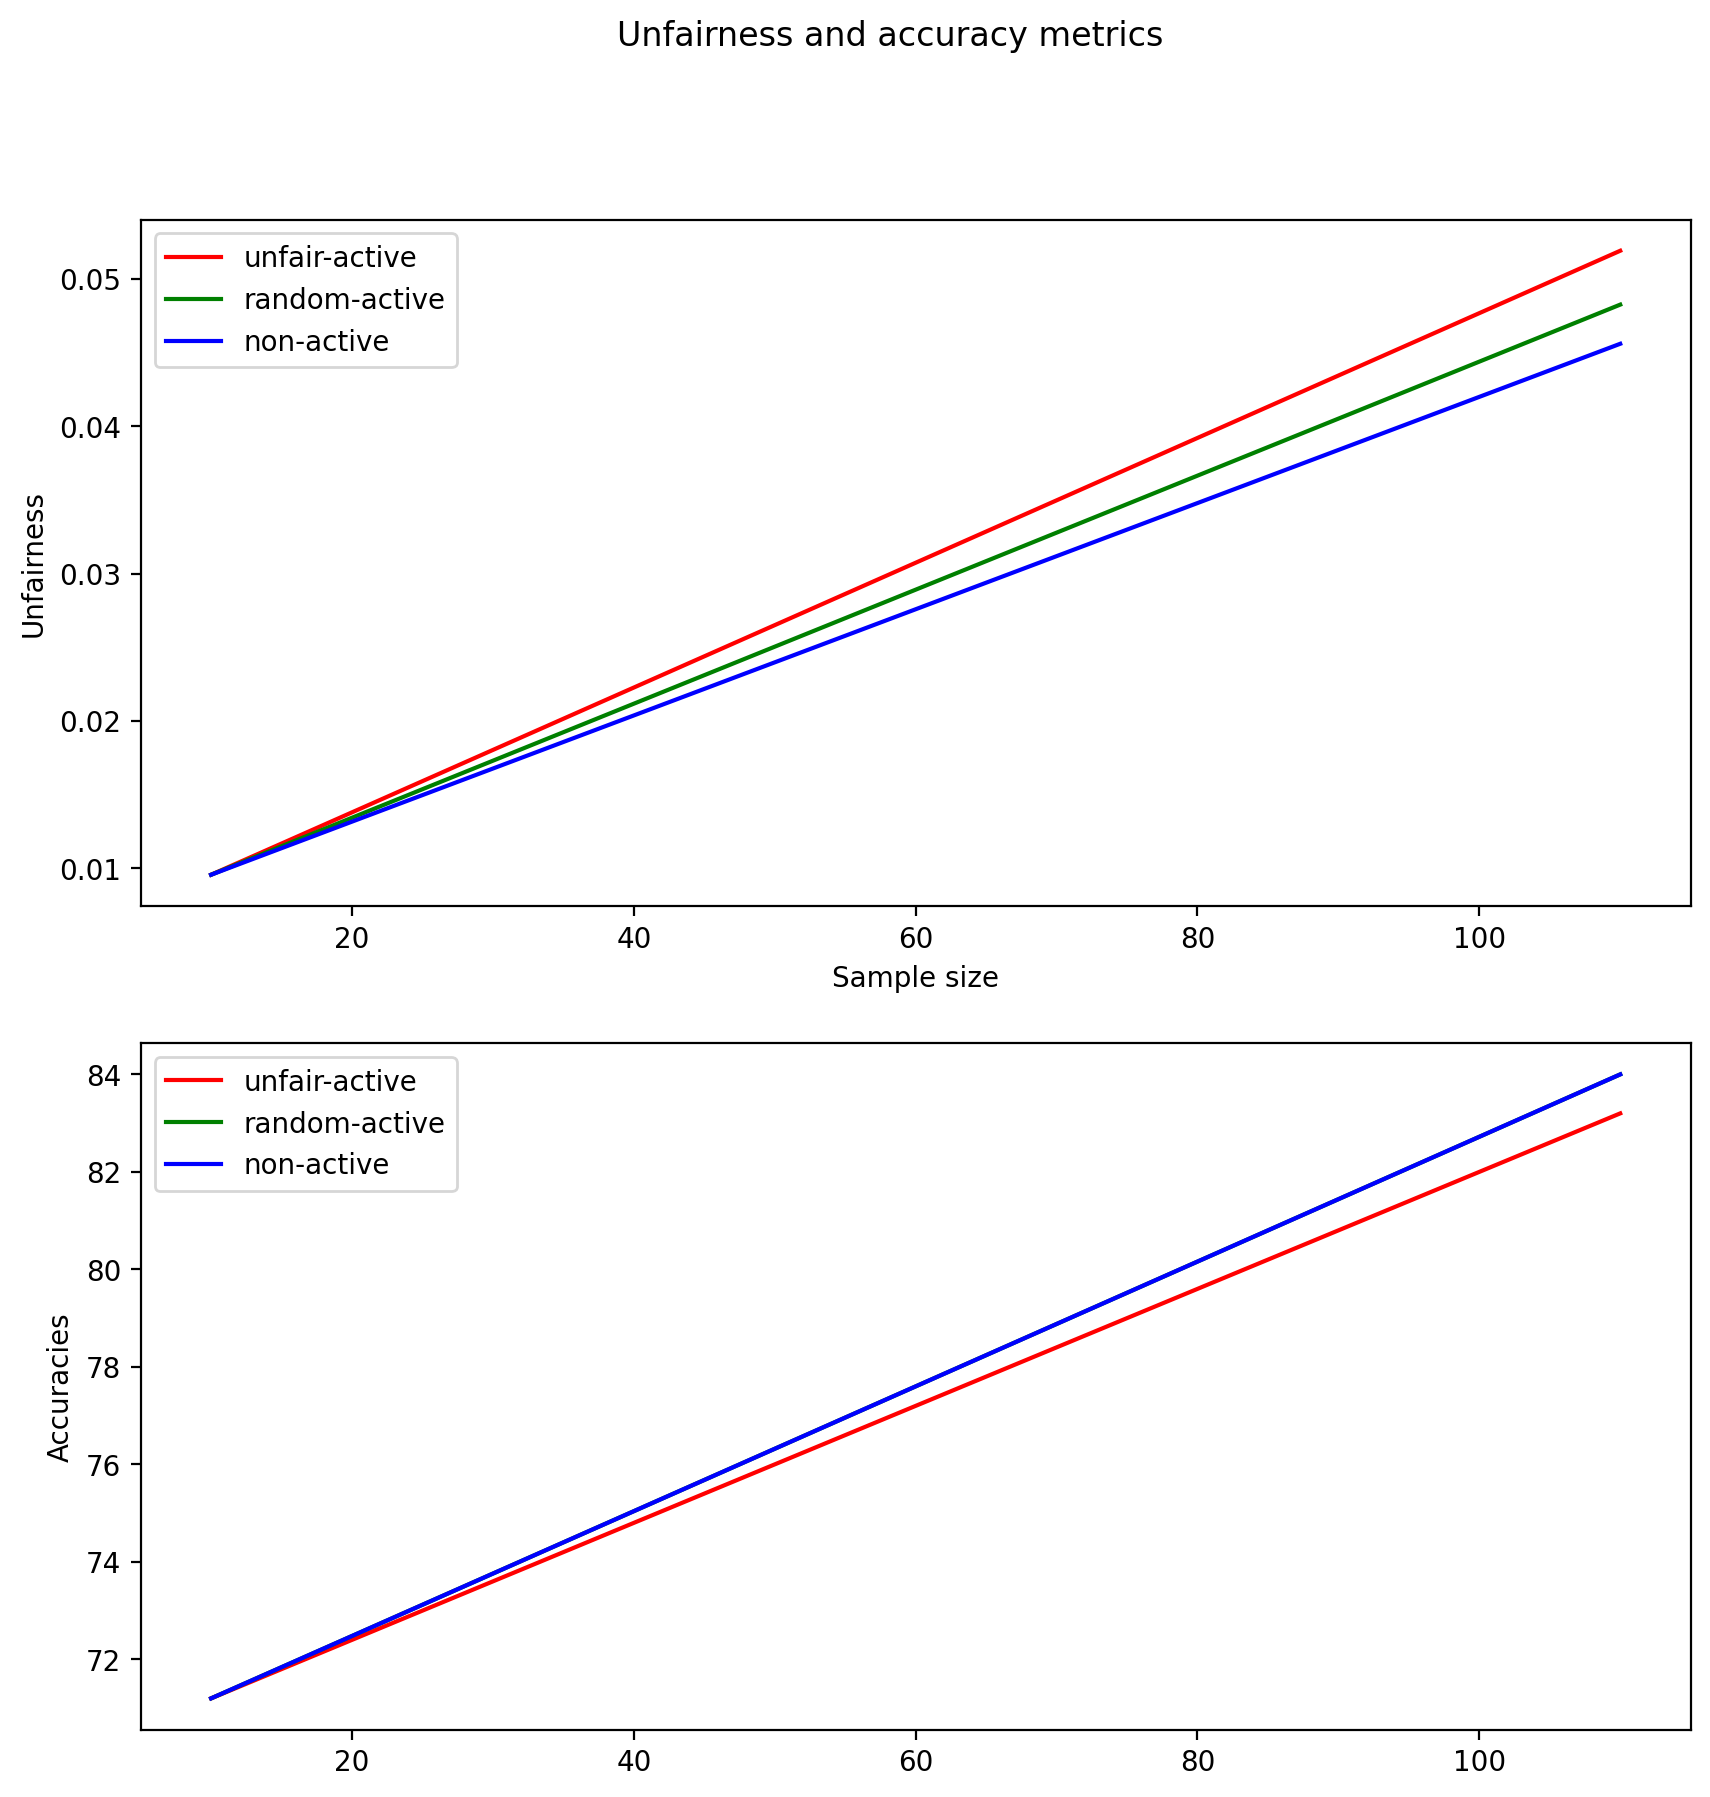 Unfairness and accuracy metrics
unfair-active
random-active
non-active
0.05
0.04
0.03
0.02
0.01
Unfairness
20 40 60 80 100
Sample size
unfair-active
random-active
non-active
84
82
80
78
76
74
72
Accuracies
20 40 60 80 100